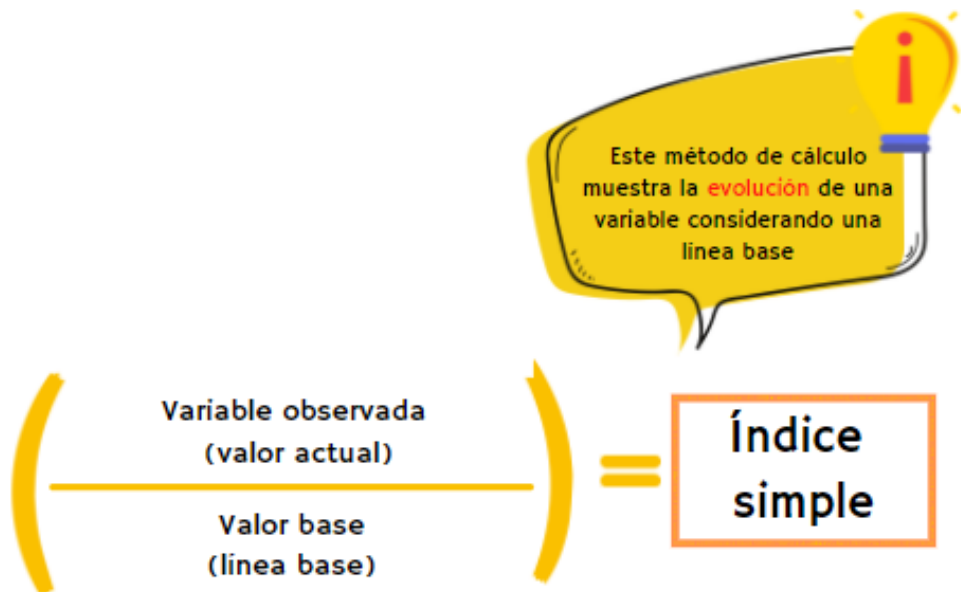 Este método de cálculo
muestra la evolución de una
variable considerando una
línea base
Variable observada
(valor actual)
Valor base
(línea base)
=
Índice
simple